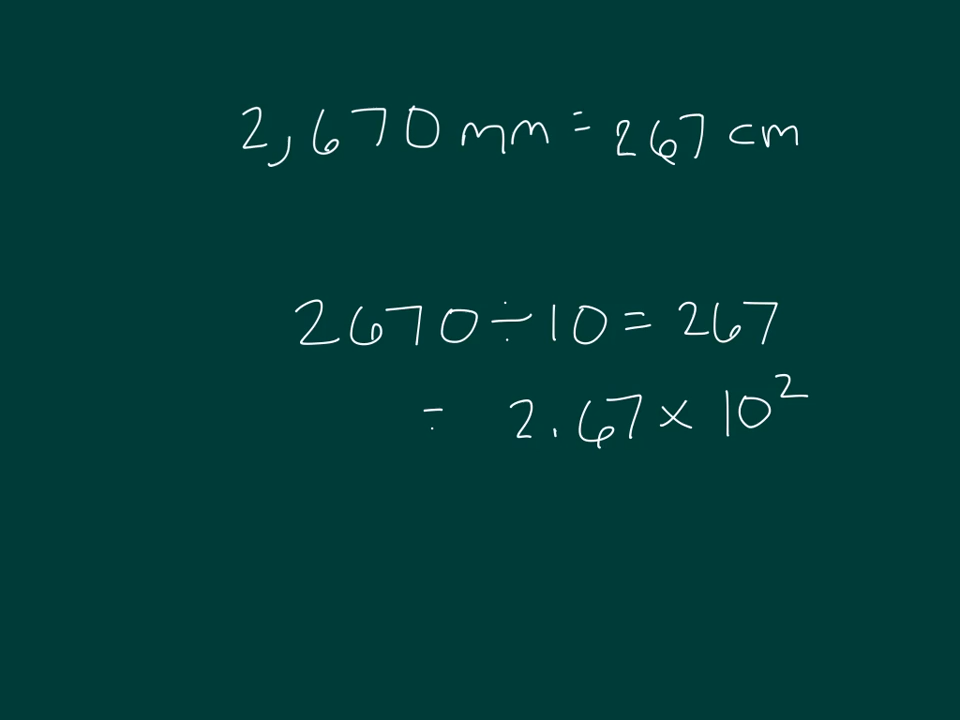 2,670 mm = 267 cm
2670 ÷ 10 = 267
= 2.67 x 10²